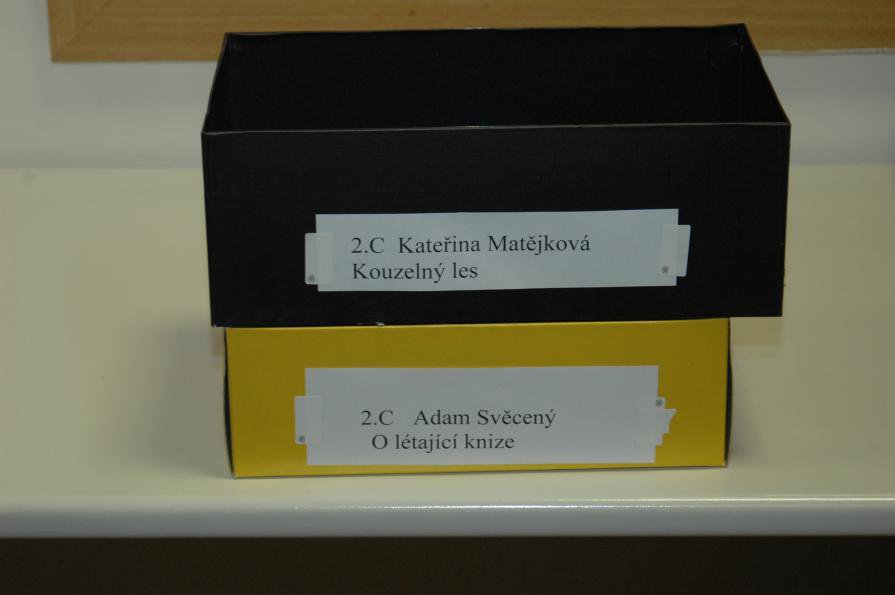 2.C Kateřina Matějková
Kouzelný les
2.C Adam Svěcený
O létající knize